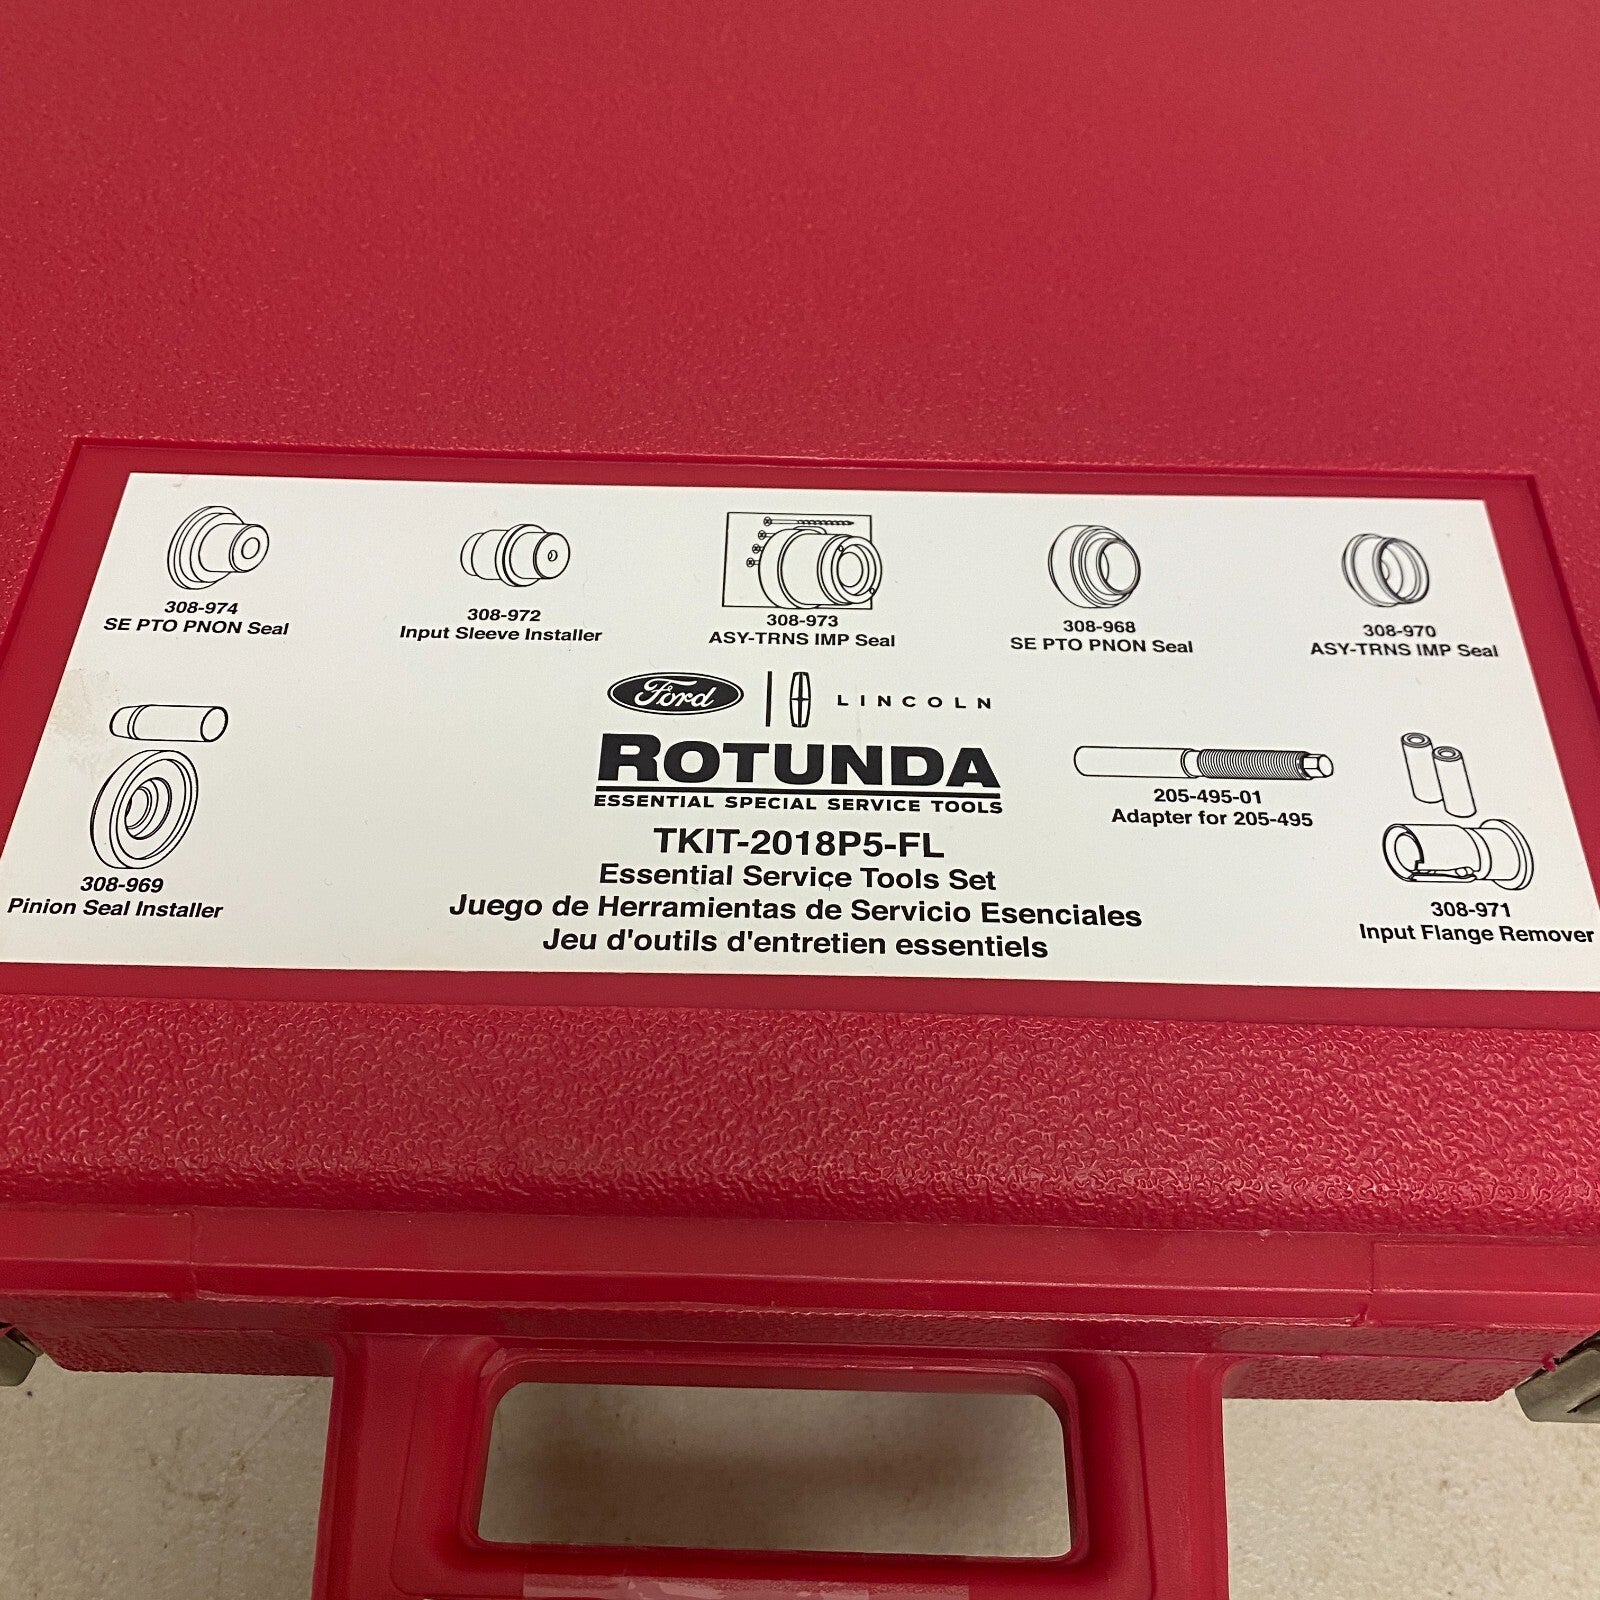 308-974
SE PTO PNON Seal
308-972
Input Sleeve Installer
308-973
ASY-TRNS IMP Seal
308-968
SE PTO PNON Seal
308-970
ASY-TRNS IMP Seal
Ford LINCOLN
ROTUNDA
ESSENTIAL SPECIAL SERVICE TOOLS
TKIT-2018P5-FL
Essential Service Tools Set
Juego de Herramientas de Servicio Esenciales
Jeu d'outils d'entretien essentiels
308-969
Pinion Seal Installer
205-495-01
Adapter for 205-495
308-971
Input Flange Remover